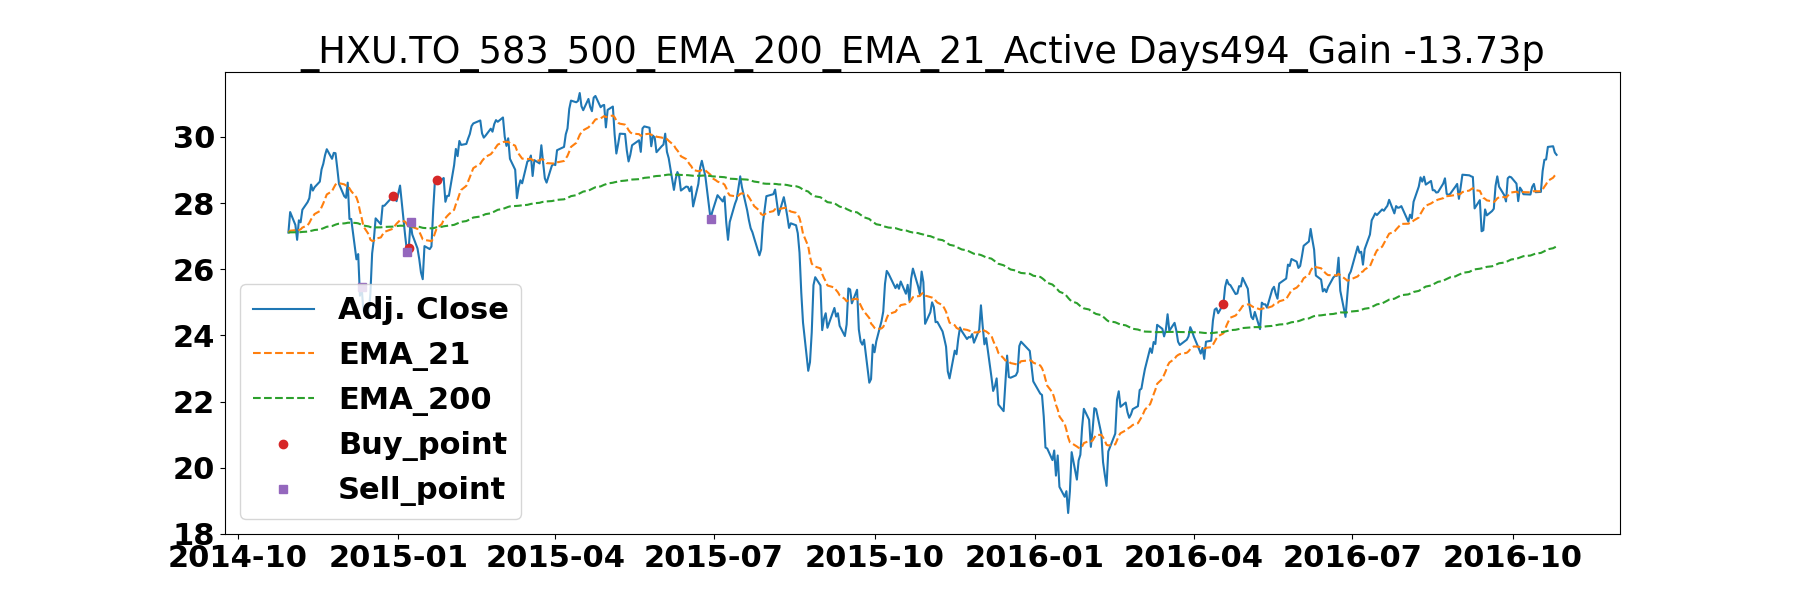 _HXU.TO_583_500_EMA_200_EMA_21_Active Days494_Gain -13.73p
30
28
26
24
22
20
18
Adj. Close
EMA_21
EMA_200
Buy_point
Sell_point
2014-10 2015-01 2015-04 2015-07 2015-10 2016-01 2016-04 2016-07 2016-10